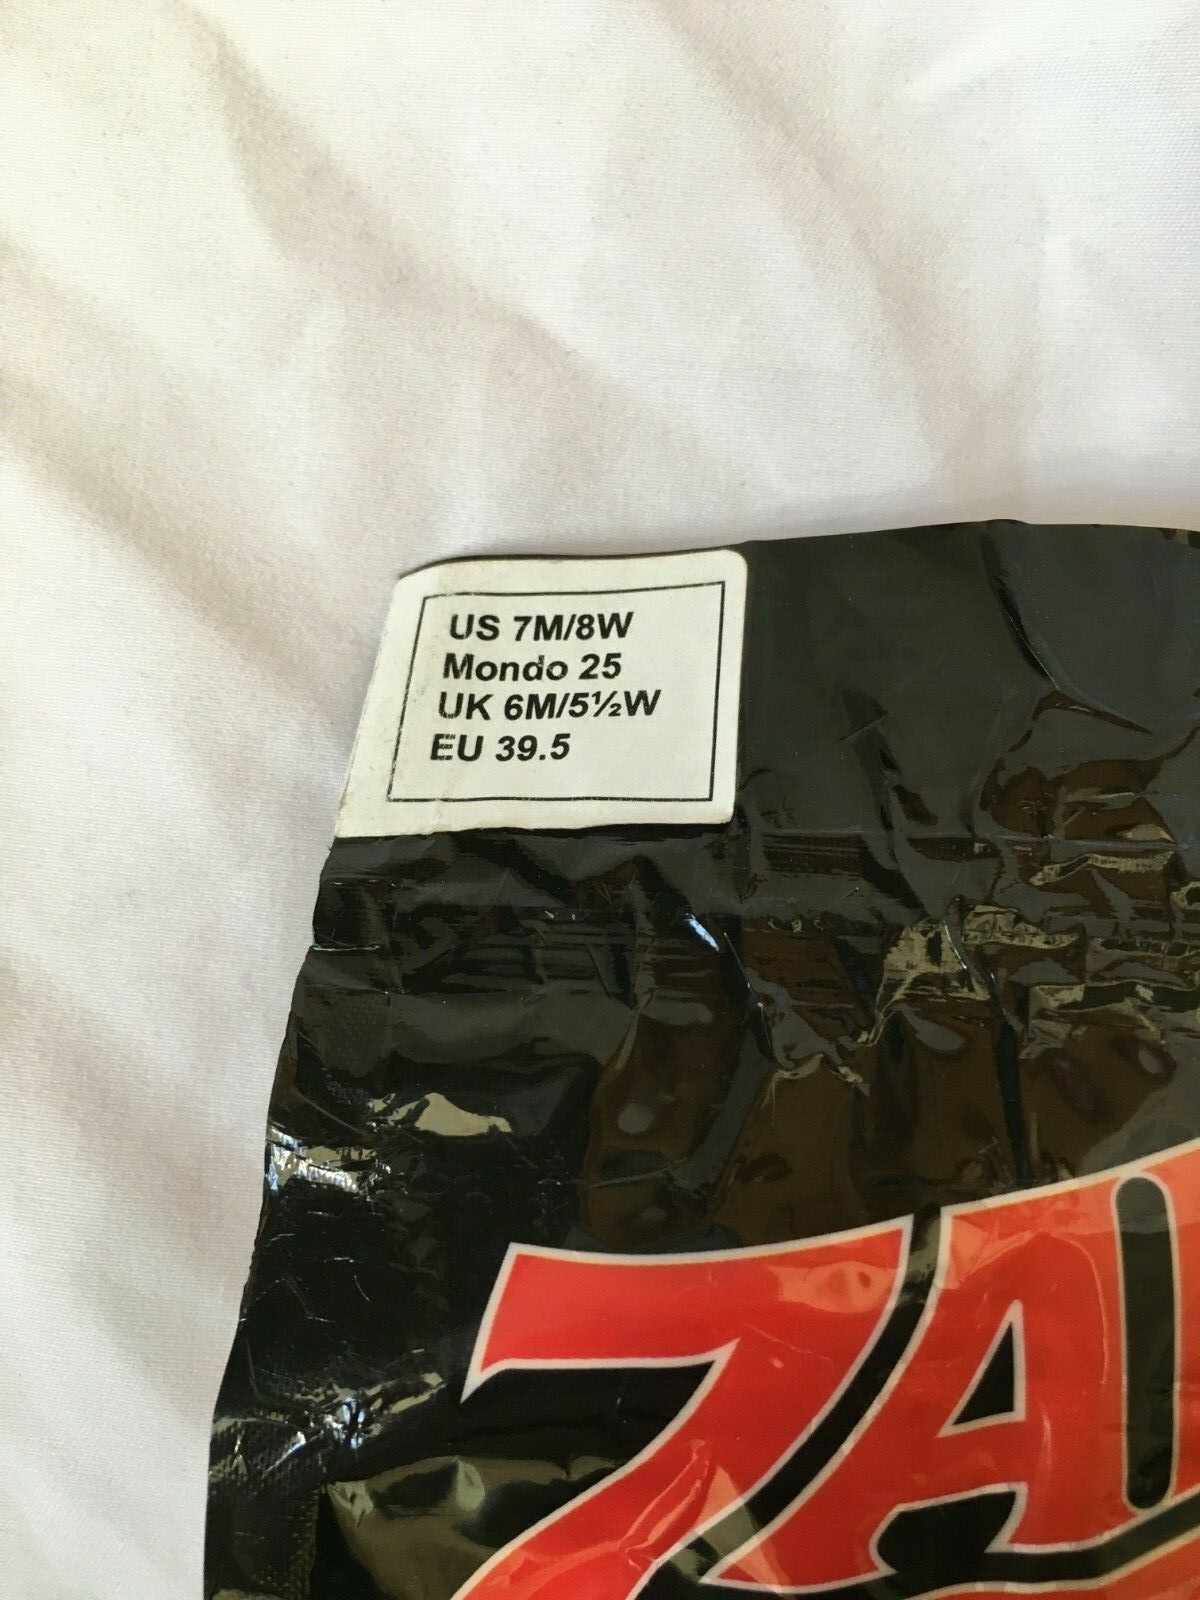 US 7M/8W
Mondo 25
UK 6M/5½W
EU 39.5